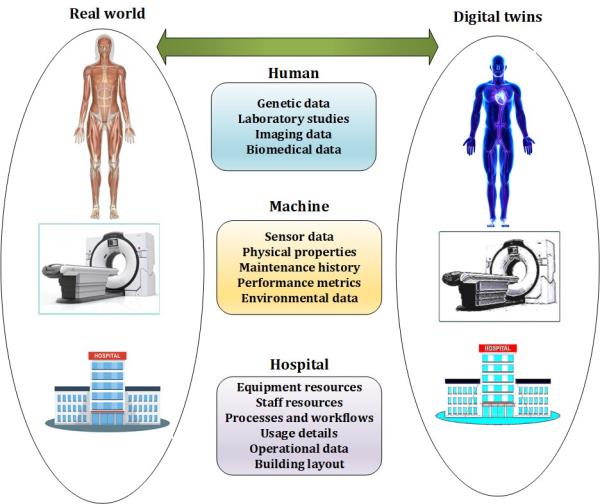 Real world
Digital twins
Human
Genetic data
Laboratory studies
Imaging data
Biomedical data
Machine
Sensor data
Physical properties
Maintenance history
Performance metrics
Environmental data
HOSPITAL
HOSPITAL
Hospital
Equipment resources
Staff resources
Processes and workflows
Usage details
Operational data
Building layout